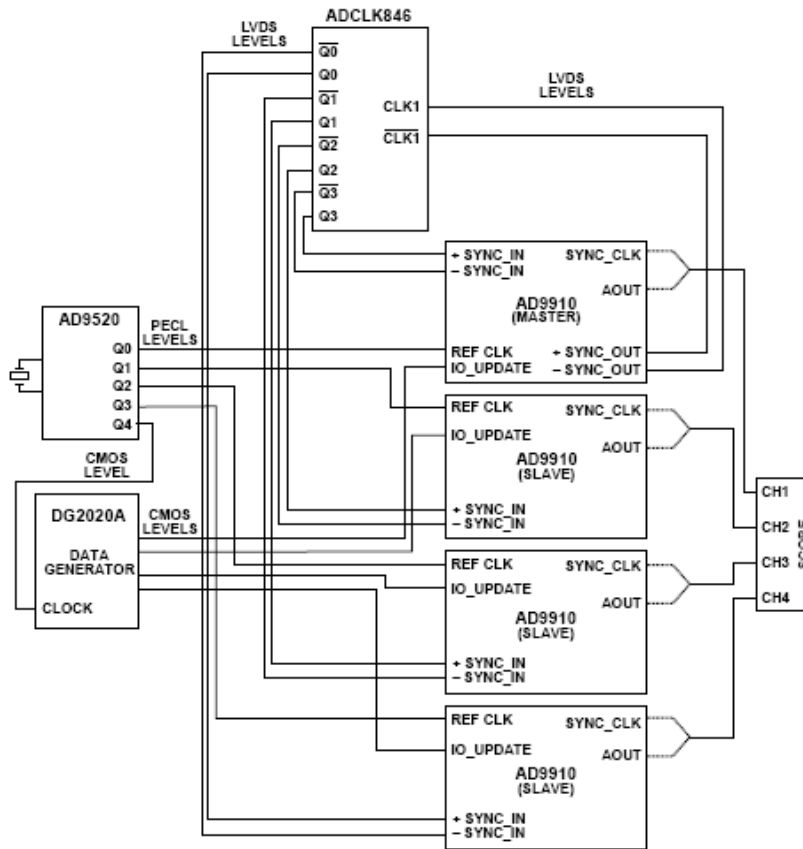 ADCLK846
LVDS
LEVELS
Q0
Q0
Q1
Q1
Q2
Q2
Q3
Q3
CLK1
CLK1
LVDS
LEVELS
+ SYNC_IN
– SYNC_IN
SYNC_CLK
AOUT
AD9910
(MASTER)
REF CLK
IO_UPDATE
+ SYNC_OUT
– SYNC_OUT
AD9520
Q0
Q1
Q2
Q3
Q4
PECL
LEVELS
CMOS
LEVEL
DG2020A
DATA
GENERATOR
CLOCK
CMOS
LEVELS
REF CLK
IO_UPDATE
SYNC_CLK
AOUT
AD9910
(SLAVE)
+ SYNC_IN
– SYNC_IN
REF CLK
IO_UPDATE
SYNC_CLK
AOUT
AD9910
(SLAVE)
+ SYNC_IN
– SYNC_IN
REF CLK
IO_UPDATE
SYNC_CLK
AOUT
AD9910
(SLAVE)
+ SYNC_IN
– SYNC_IN
CH1
CH2
CH3
CH4
SCOPE